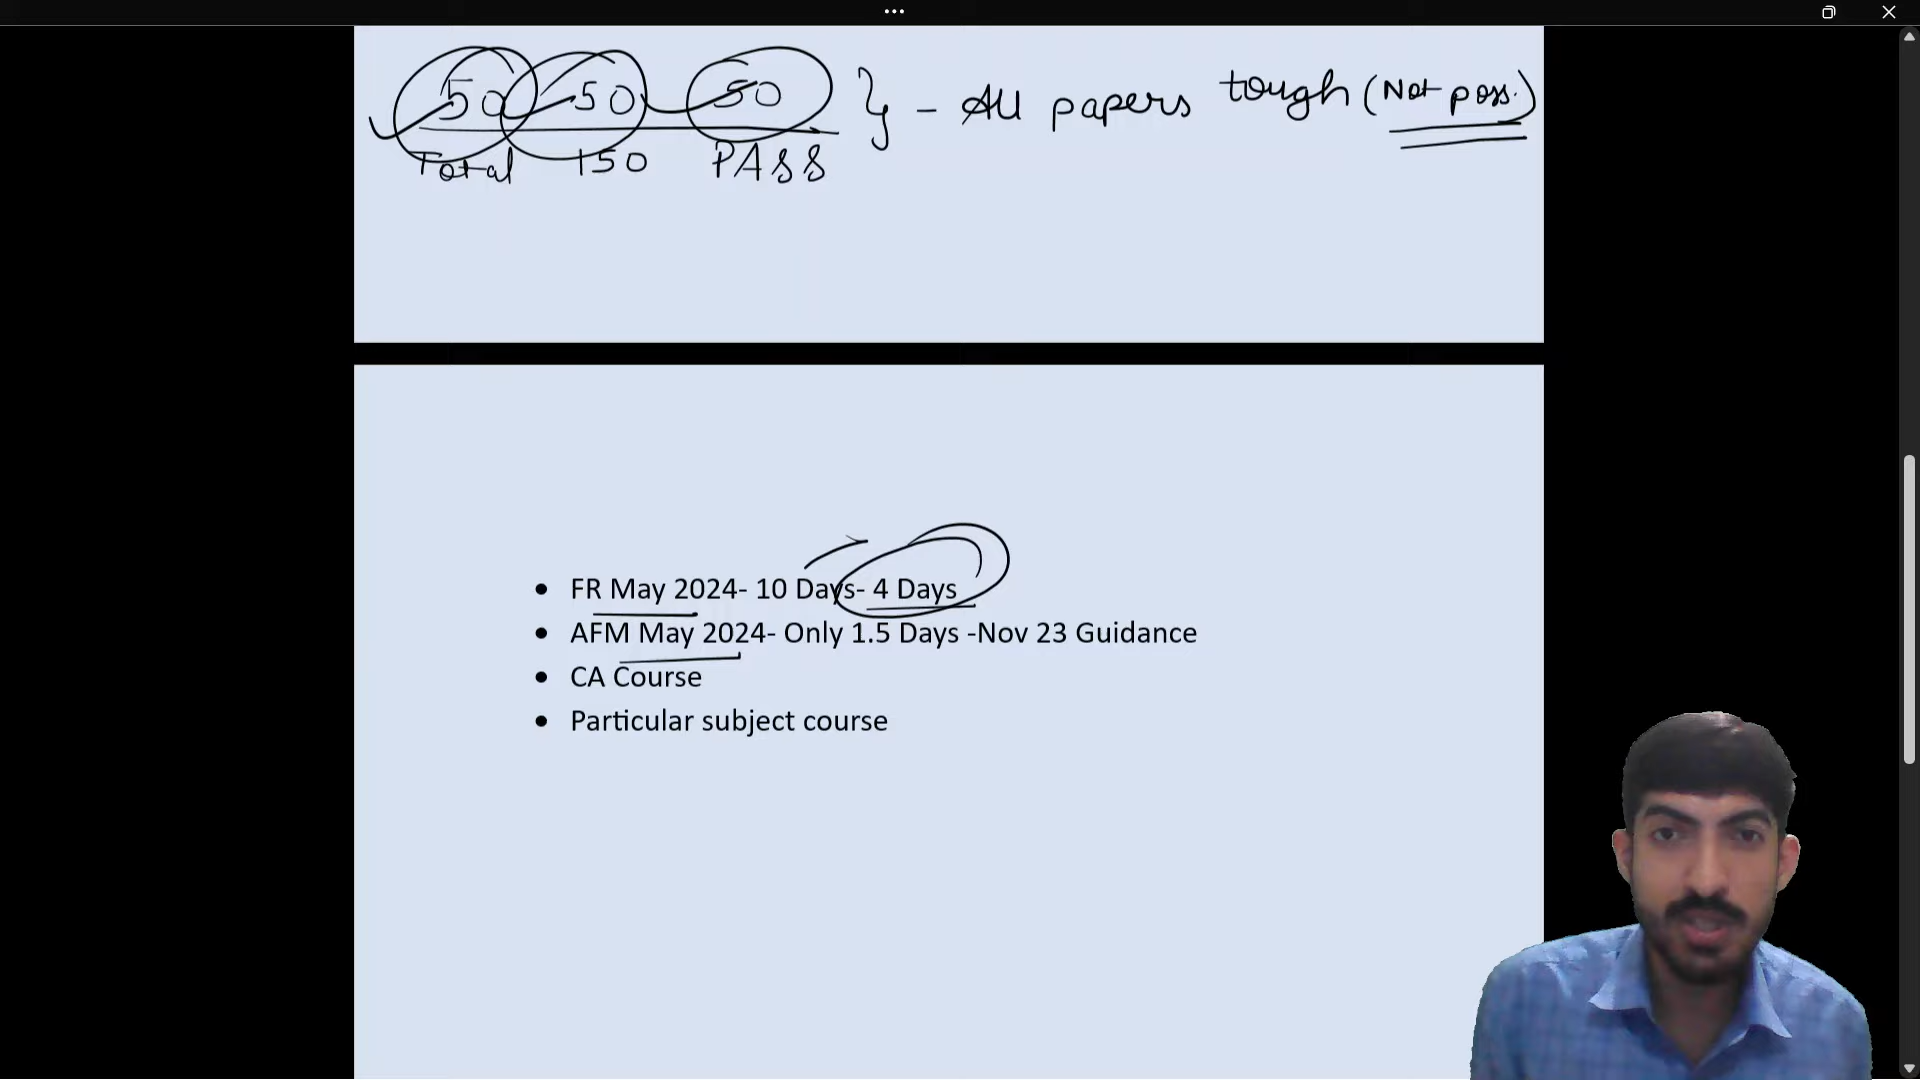 50 50 50 } - All papers tough (Not poss.)
Total 150 PASS
• FR May 2024- 10 Days- 4 Days
• AFM May 2024- Only 1.5 Days -Nov 23 Guidance
• CA Course
• Particular subject course